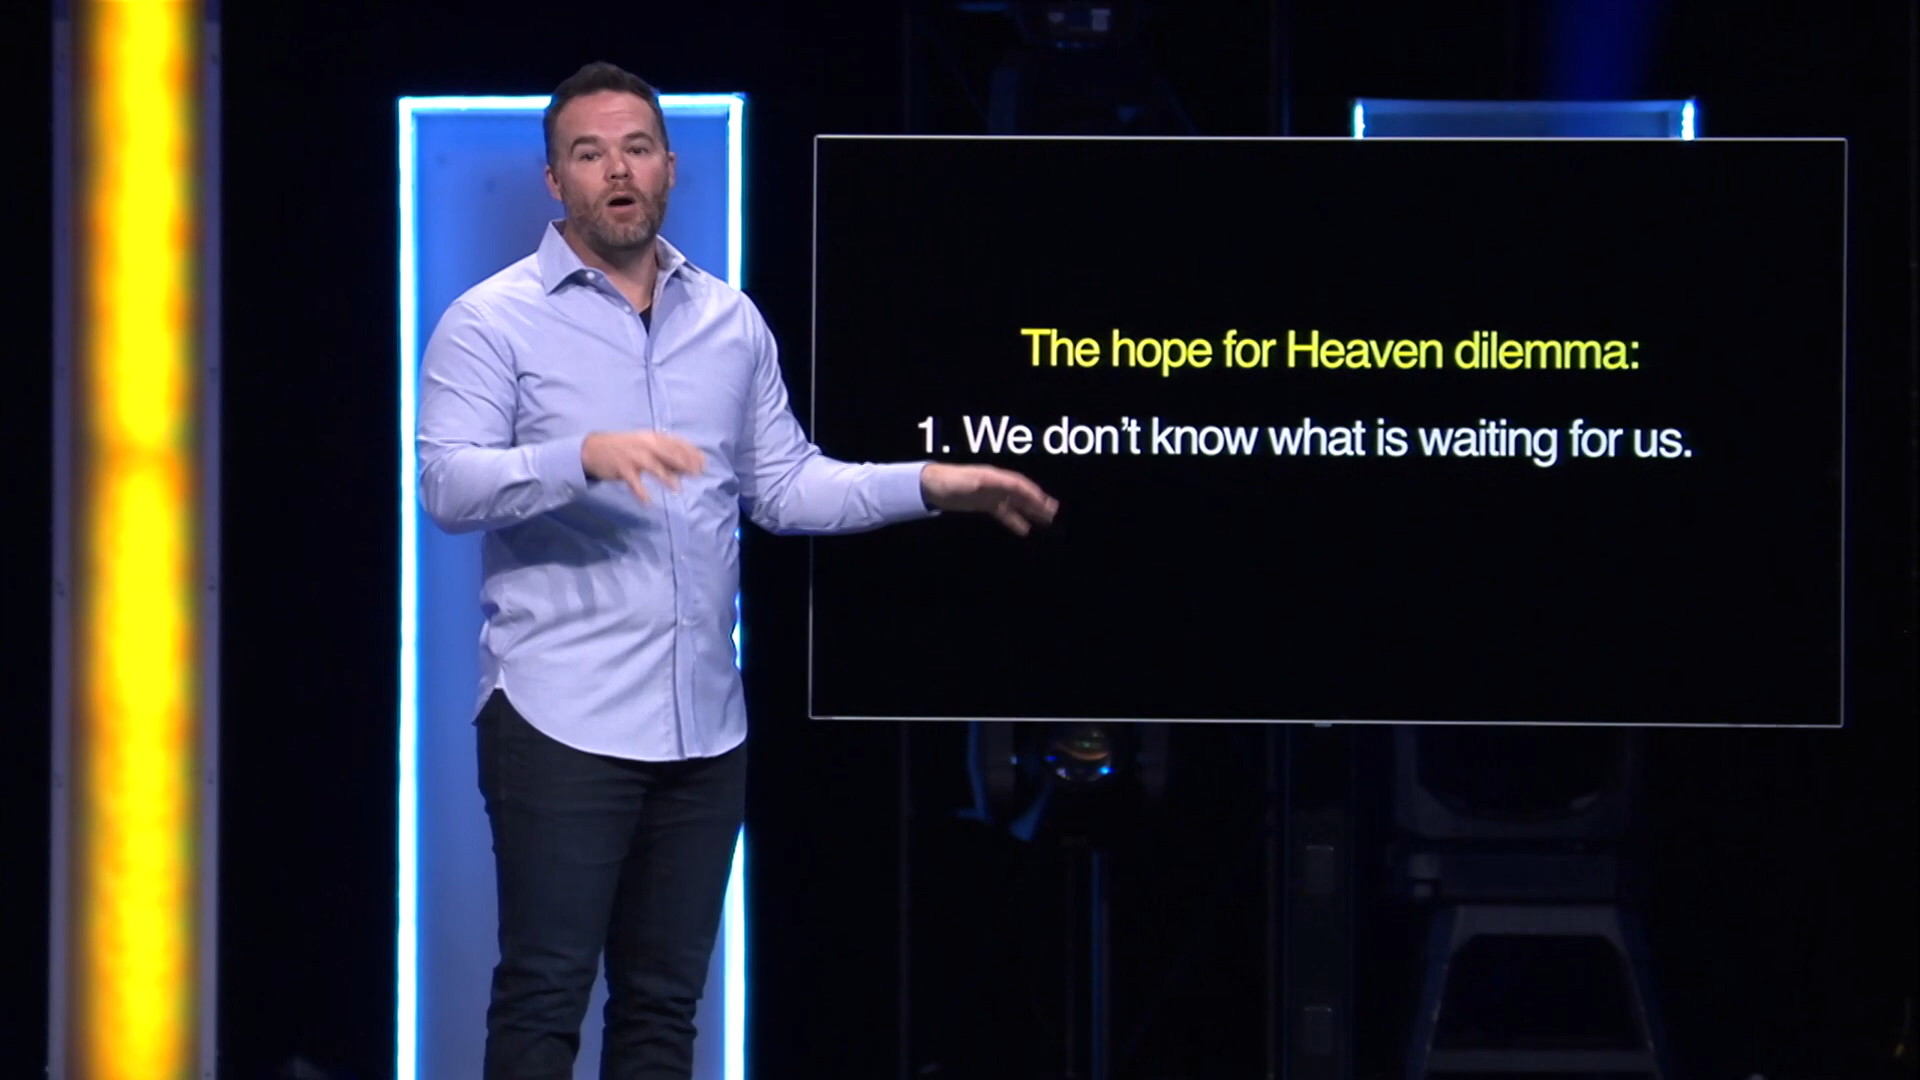 The hope for Heaven dilemma:
1. We don't know what is waiting for us.